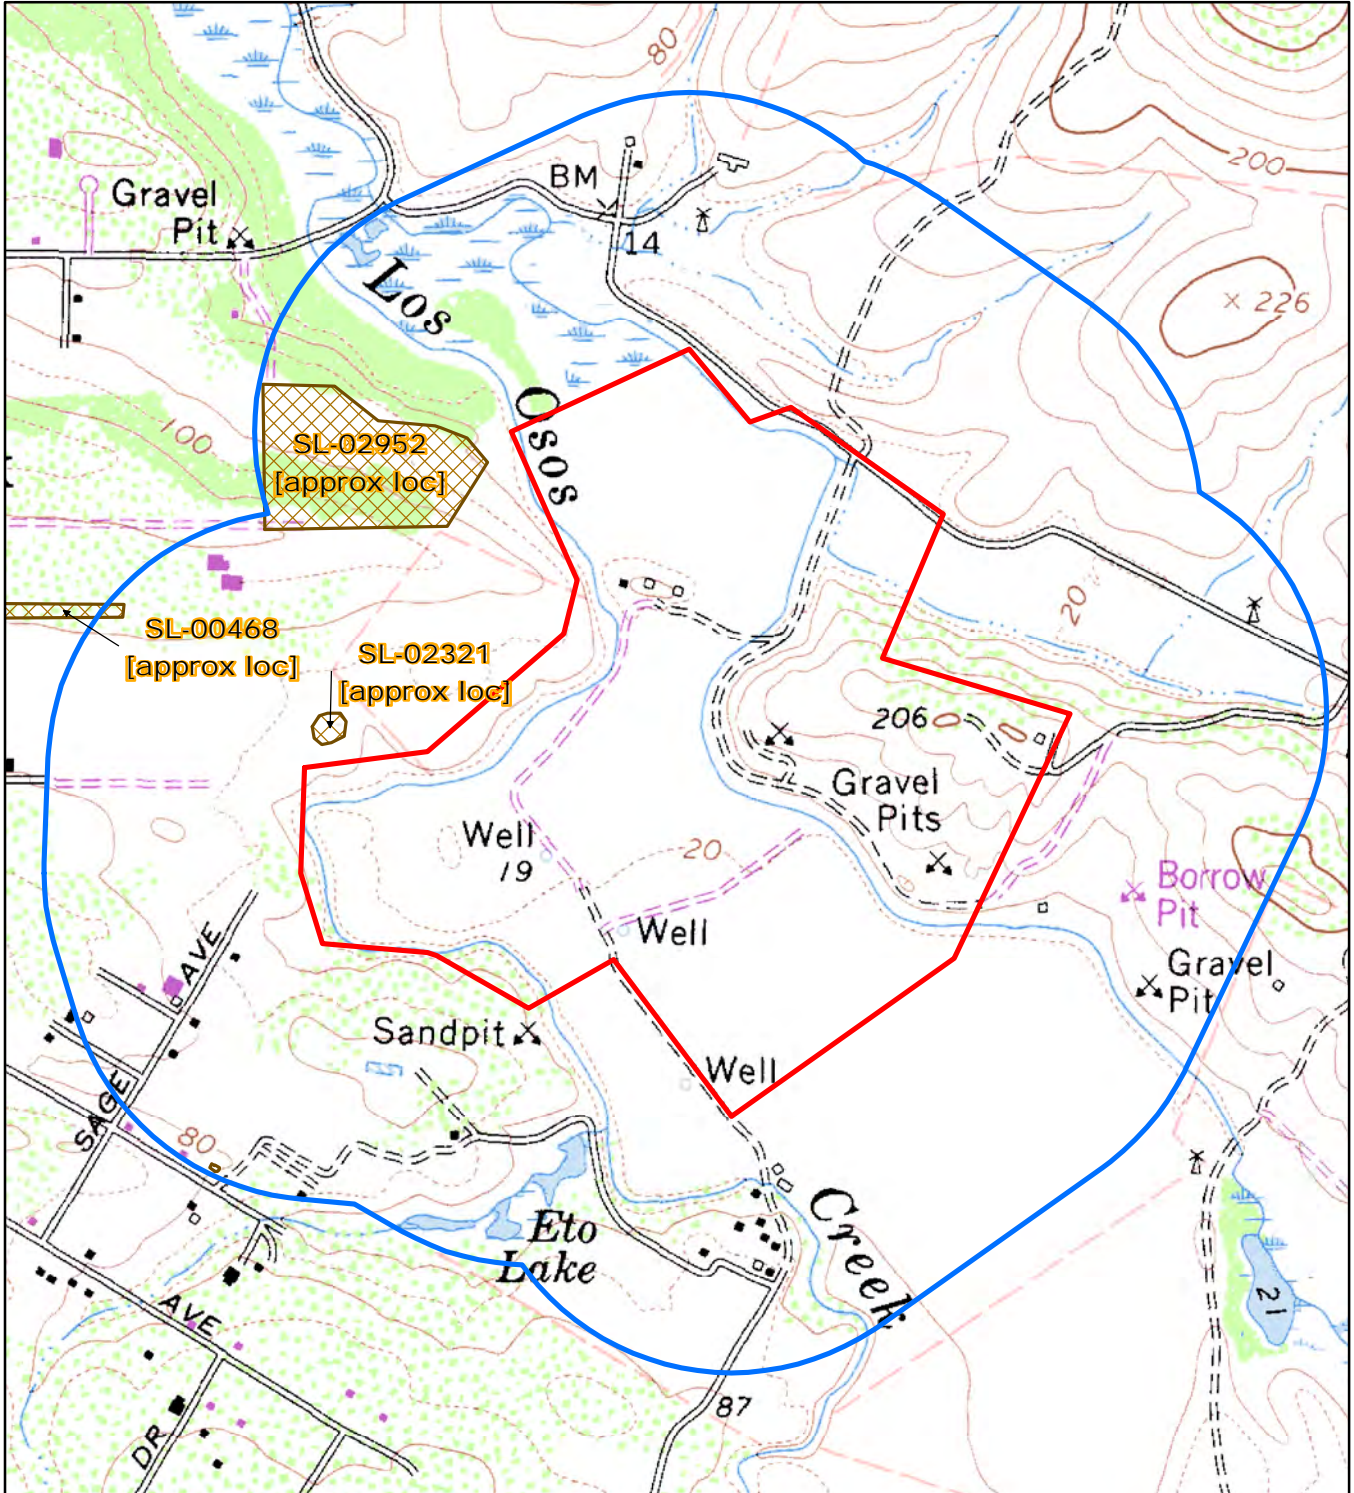 80
200
BM
Gravel
Pit
14
Los
x 226
100
Osos
SL-02952
[approx loc]
20
SL-00468
[approx loc]
SL-02321
[approx loc]
206
Gravel
Pits
Well
19
20
Borrow
Pit
Well
Gravel
Pit
AVE
Sandpit
Well
SAGE
80
Creek
Eto
Lake
21
AVE
87
DR